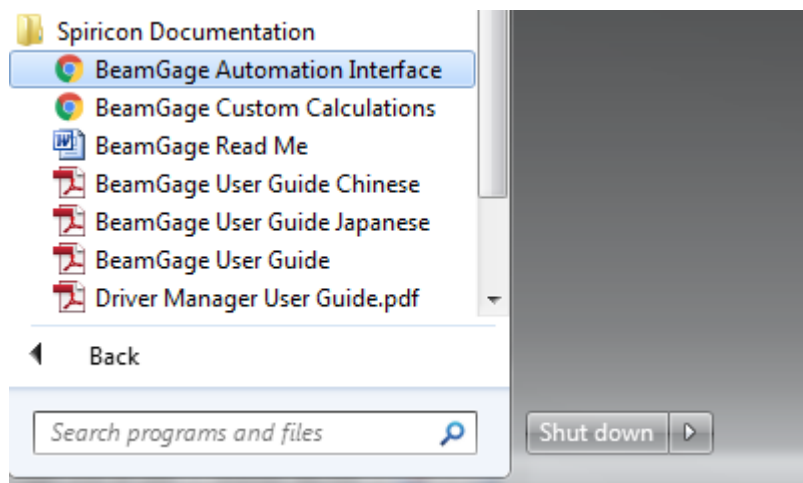 Spiricon Documentation
BeamGage Automation Interface
BeamGage Custom Calculations
BeamGage Read Me
BeamGage User Guide Chinese
BeamGage User Guide Japanese
BeamGage User Guide
Driver Manager User Guide.pdf
Back
Search programs and files
Shut down